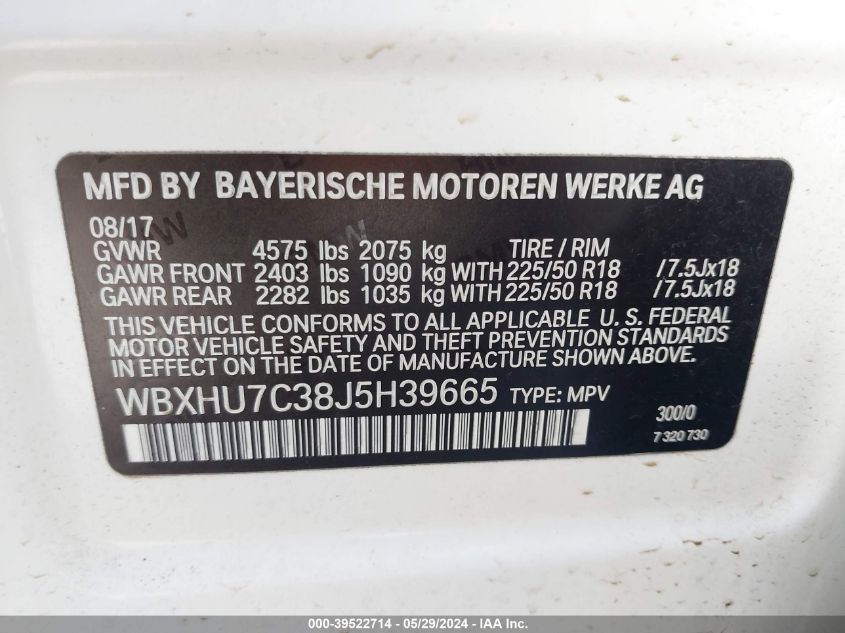 MFD BY BAYERISCHE MOTOREN WERKE AG
08/17
GVWR 4575 lbs 2075 kg TIRE / RIM
GAWR FRONT 2403 lbs 1090 kg WITH 225/50 R18 /7.5Jx18
GAWR REAR 2282 lbs 1035 kg WITH 225/50 R18 /7.5Jx18
THIS VEHICLE CONFORMS TO ALL APPLICABLE U. S. FEDERAL
MOTOR VEHICLE SAFETY AND THEFT PREVENTION STANDARDS
IN EFFECT ON THE DATE OF MANUFACTURE SHOWN ABOVE.
WBXHU7C38J5H39665 TYPE: MPV
300/0
7 320 730
000-39522714 - 05/29/2024 - IAA Inc.